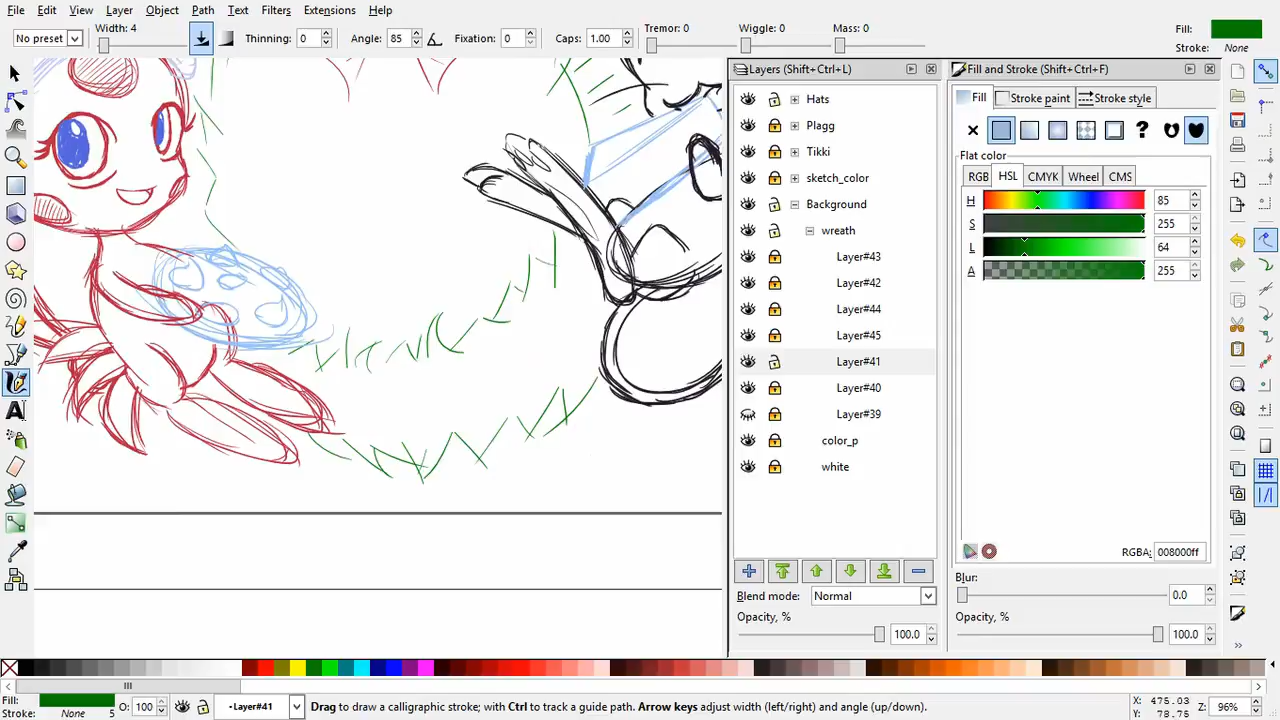 File Edit View Layer Object Path Text Filters Extensions Help
No preset Width: 4 Thinning: 0 Angle: 85 Fixation: 0 Caps: 1.00 Tremor: 0 Wiggle: 0 Mass: 0 Fill:
Stroke: None
Layers (Shift+Ctrl+L)
Hats
Plagg
Tikki
sketch_color
Background
wreath
Layer#43
Layer#42
Layer#44
Layer#45
Layer#41
Layer#40
Layer#39
color_p
white
Blend mode: Normal
Opacity, %
100.0
Fill and Stroke (Shift+Ctrl+F)
Fill Stroke paint Stroke style
Flat color
RGB HSL CMYK Wheel CMS
H 85
S 255
L 64
A 255
RGBA: 008000ff
Blur:
0.0
Opacity, %
100.0
Fill: O: 100 •Layer#41 Drag to draw a calligraphic stroke; with Ctrl to track a guide path. Arrow keys adjust width (left/right) and angle (up/down). X: 475.03 Z: 96%
Stroke: None 5 Y: 78.75